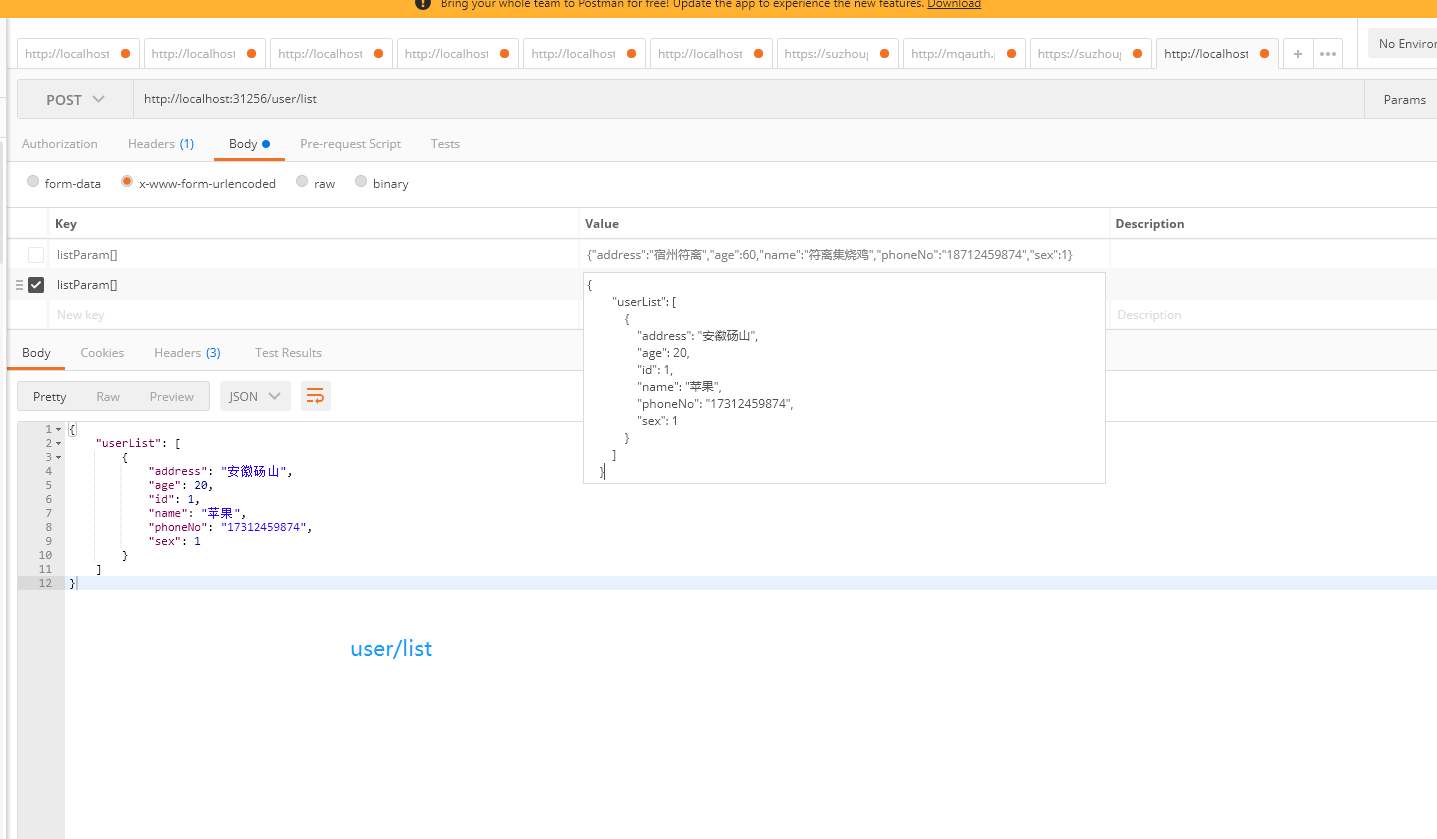 Bring your whole team to Postman for free! Update the app to experience the new features. Download
http://localhost http://localhost http://localhost http://localhost http://localhost http://localhost https://suzhou http://mqauth. https://suzhou http://localhost + ••• No Enviro
POST http://localhost:31256/user/list Params
Authorization Headers (1) Body Pre-request Script Tests
form-data x-www-form-urlencoded raw binary
Key Value Description
listParam[] {"address":"宿州符离","age":60,"name":"符离集烧鸡","phoneNo":"18712459874","sex":1}
listParam[]
New key Description
{
"userList": [
{
"address": "安徽砀山",
"age": 20,
"id": 1,
"name": "苹果",
"phoneNo": "17312459874",
"sex": 1
}
]
}
Body Cookies Headers (3) Test Results
Pretty Raw Preview JSON
1 {
2 "userList": [
3 {
4 "address": "安徽砀山",
5 "age": 20,
6 "id": 1,
7 "name": "苹果",
8 "phoneNo": "17312459874",
9 "sex": 1
10 }
11 ]
12 }
user/list